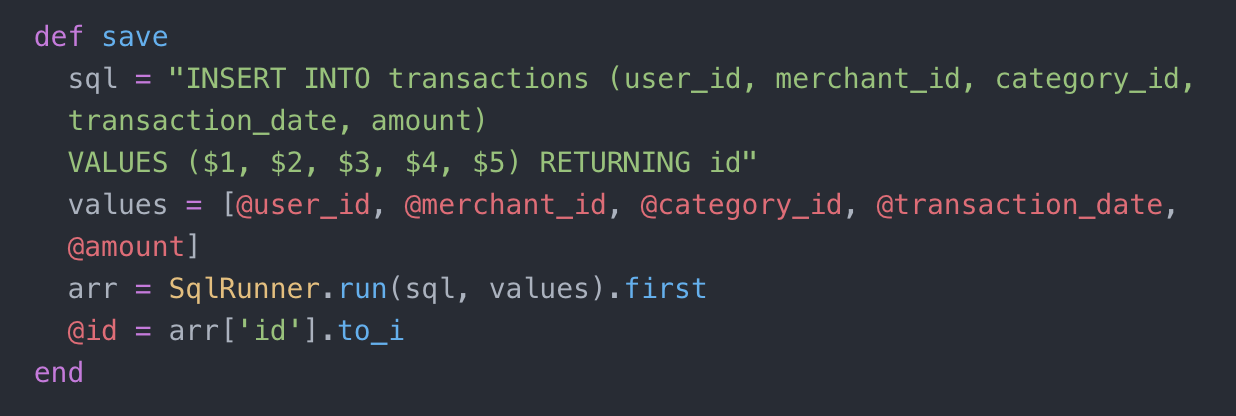 def save
  sql = "INSERT INTO transactions (user_id, merchant_id, category_id,
  transaction_date, amount)
  VALUES ($1, $2, $3, $4, $5) RETURNING id"
  values = [@user_id, @merchant_id, @category_id, @transaction_date,
  @amount]
  arr = SqlRunner.run(sql, values).first
  @id = arr['id'].to_i
end